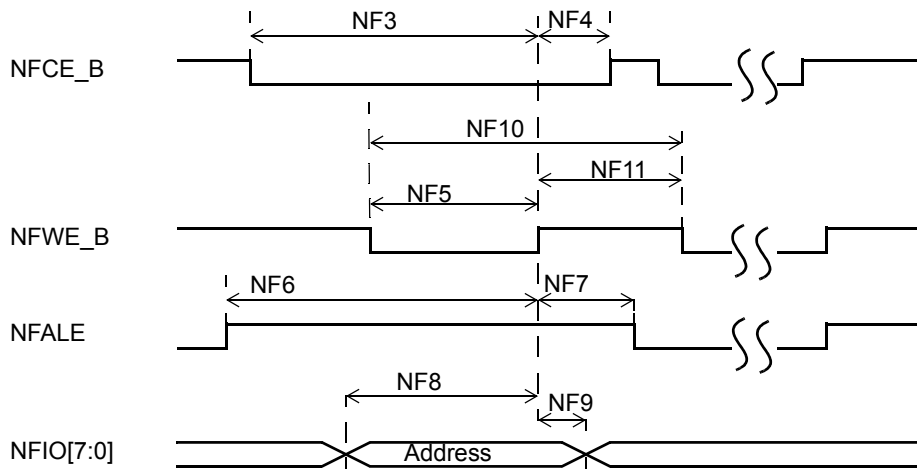 NF3 NF4
NFCE_B
NF10
NF11
NF5
NFWE_B
NF6 NF7
NFALE
NF8
NF9
NFIO[7:0] Address